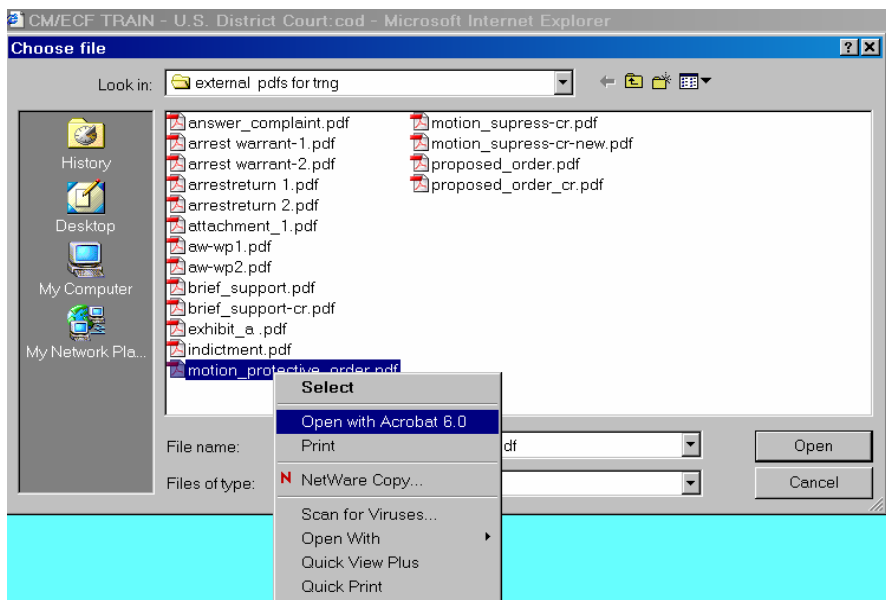 CM/ECF TRAIN - U.S. District Court:cod - Microsoft Internet Explorer
Choose file
Look in: external pdfs for trng
History
Desktop
My Computer
My Network Pla...
answer_complaint.pdf
arrest warrant-1.pdf
arrest warrant-2.pdf
arrestreturn 1.pdf
arrestreturn 2.pdf
attachment_1.pdf
aw-wp1.pdf
aw-wp2.pdf
brief_support.pdf
brief_support-cr.pdf
exhibit_a .pdf
indictment.pdf
motion_protective_order.pdf
motion_supress-cr.pdf
motion_supress-cr-new.pdf
proposed_order.pdf
proposed_order_cr.pdf
Select
Open with Acrobat 6.0
Print
NetWare Copy...
Scan for Viruses...
Open With
Quick View Plus
Quick Print
File name: df
Open
Files of type:
Cancel